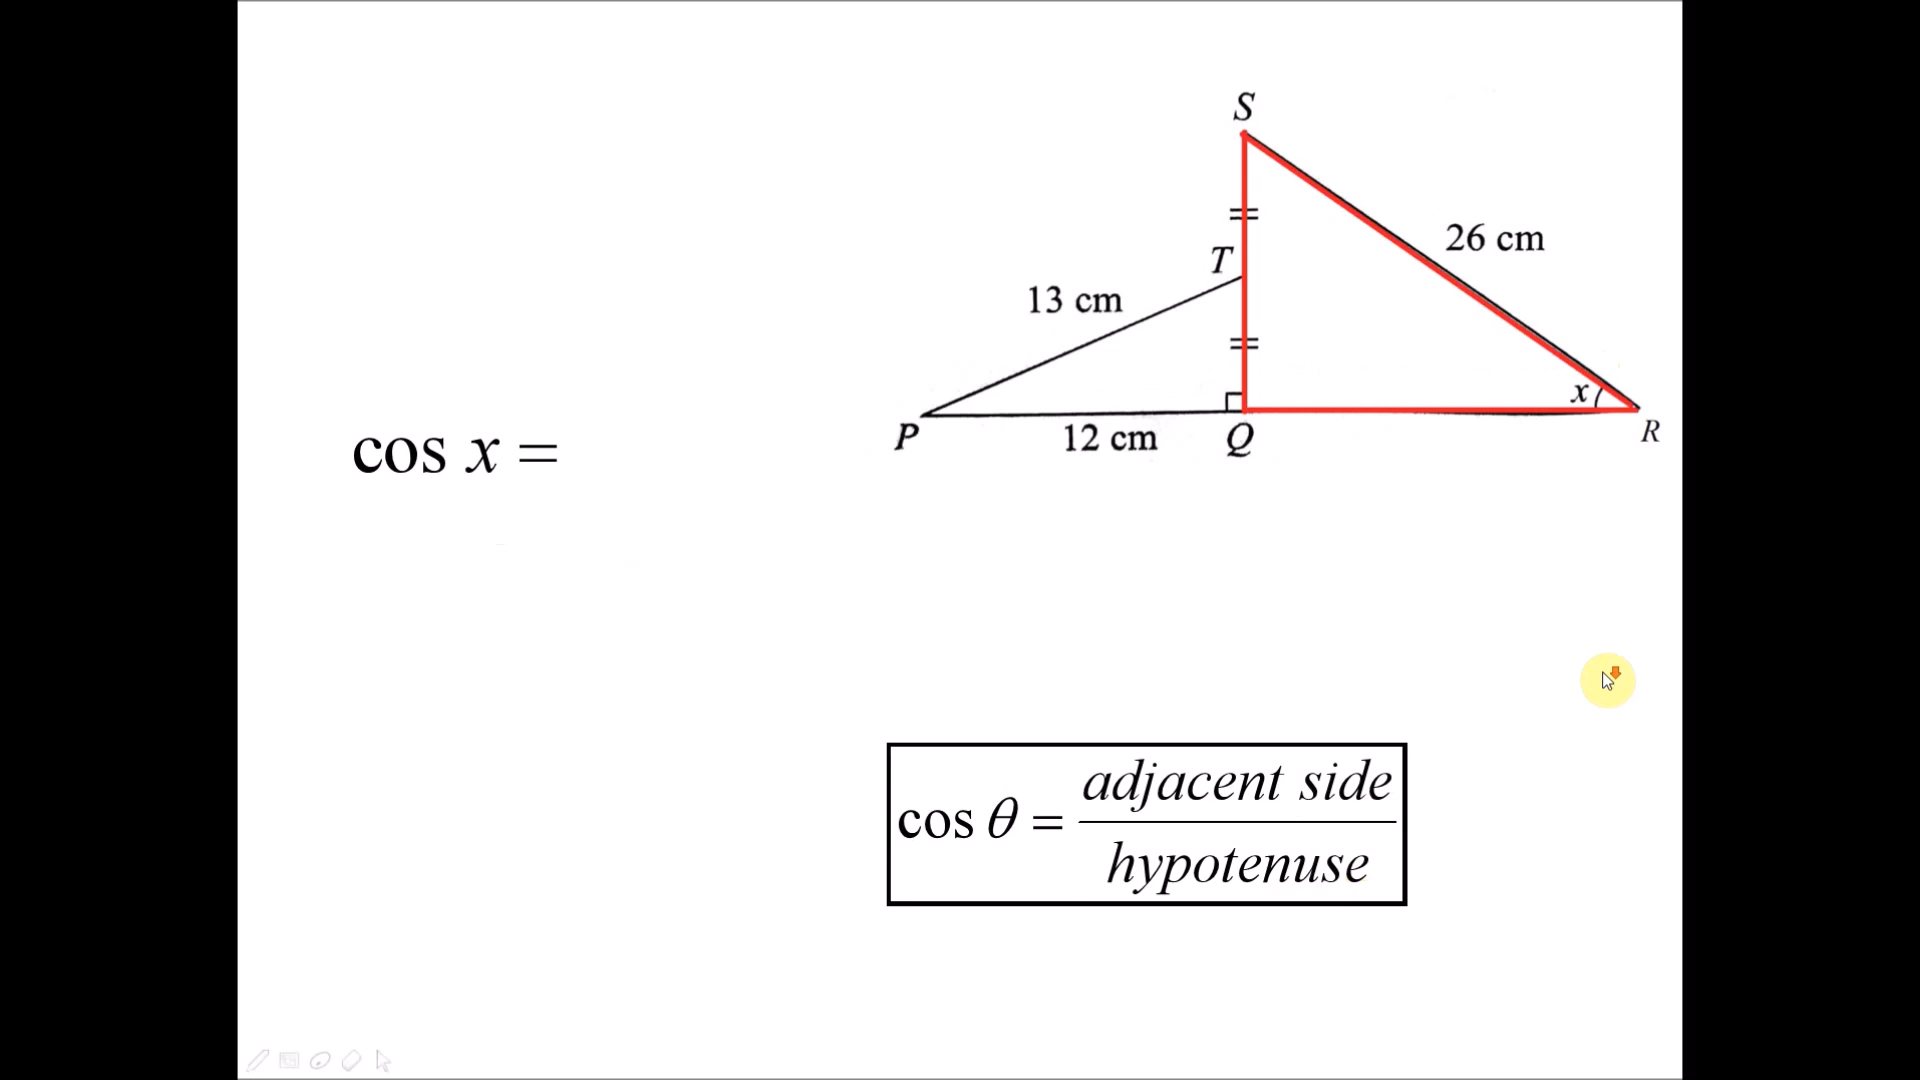 S
26 cm
T
13 cm
x
P
12 cm
Q
R
cos x =
cos θ = adjacent side / hypotenuse